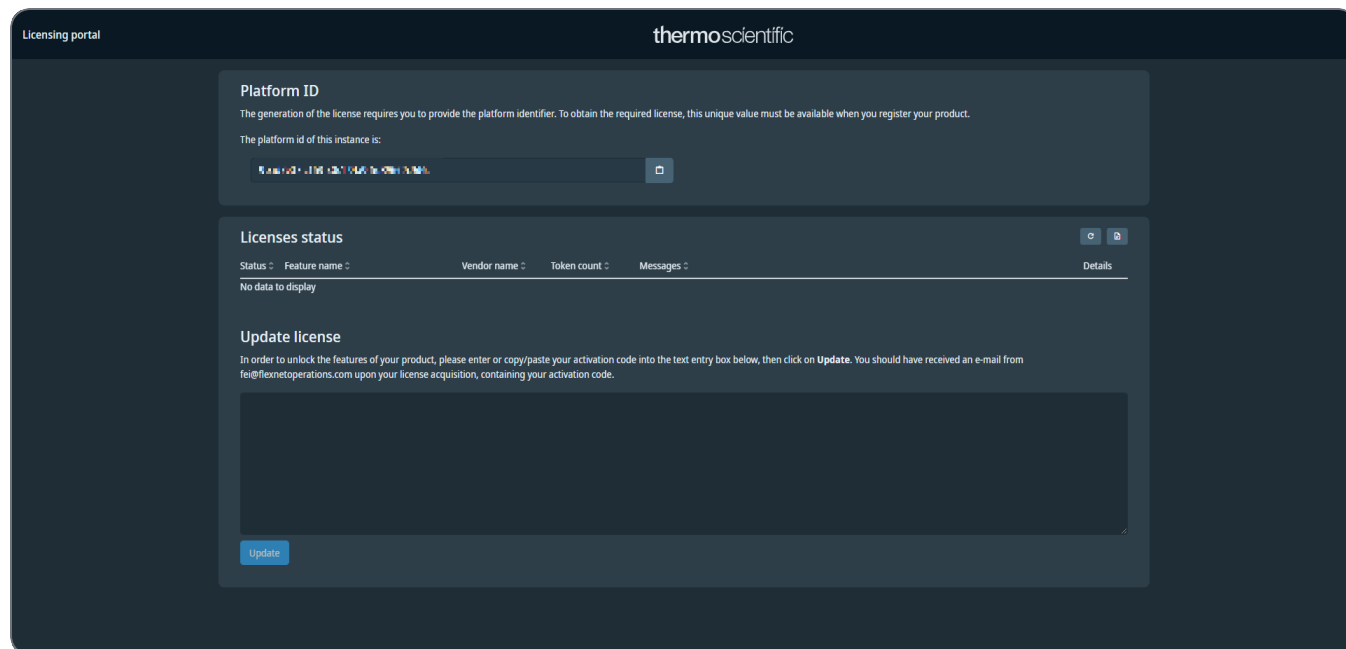 Licensing portal
thermoscientific
Platform ID
The generation of the license requires you to provide the platform identifier. To obtain the required license, this unique value must be available when you register your product.
The platform id of this instance is:
Licenses status
Status Feature name Vendor name Token count Messages Details
No data to display
Update license
In order to unlock the features of your product, please enter or copy/paste your activation code into the text entry box below, then click on Update. You should have received an e-mail from
fei@flexnetoperations.com upon your license acquisition, containing your activation code.
Update